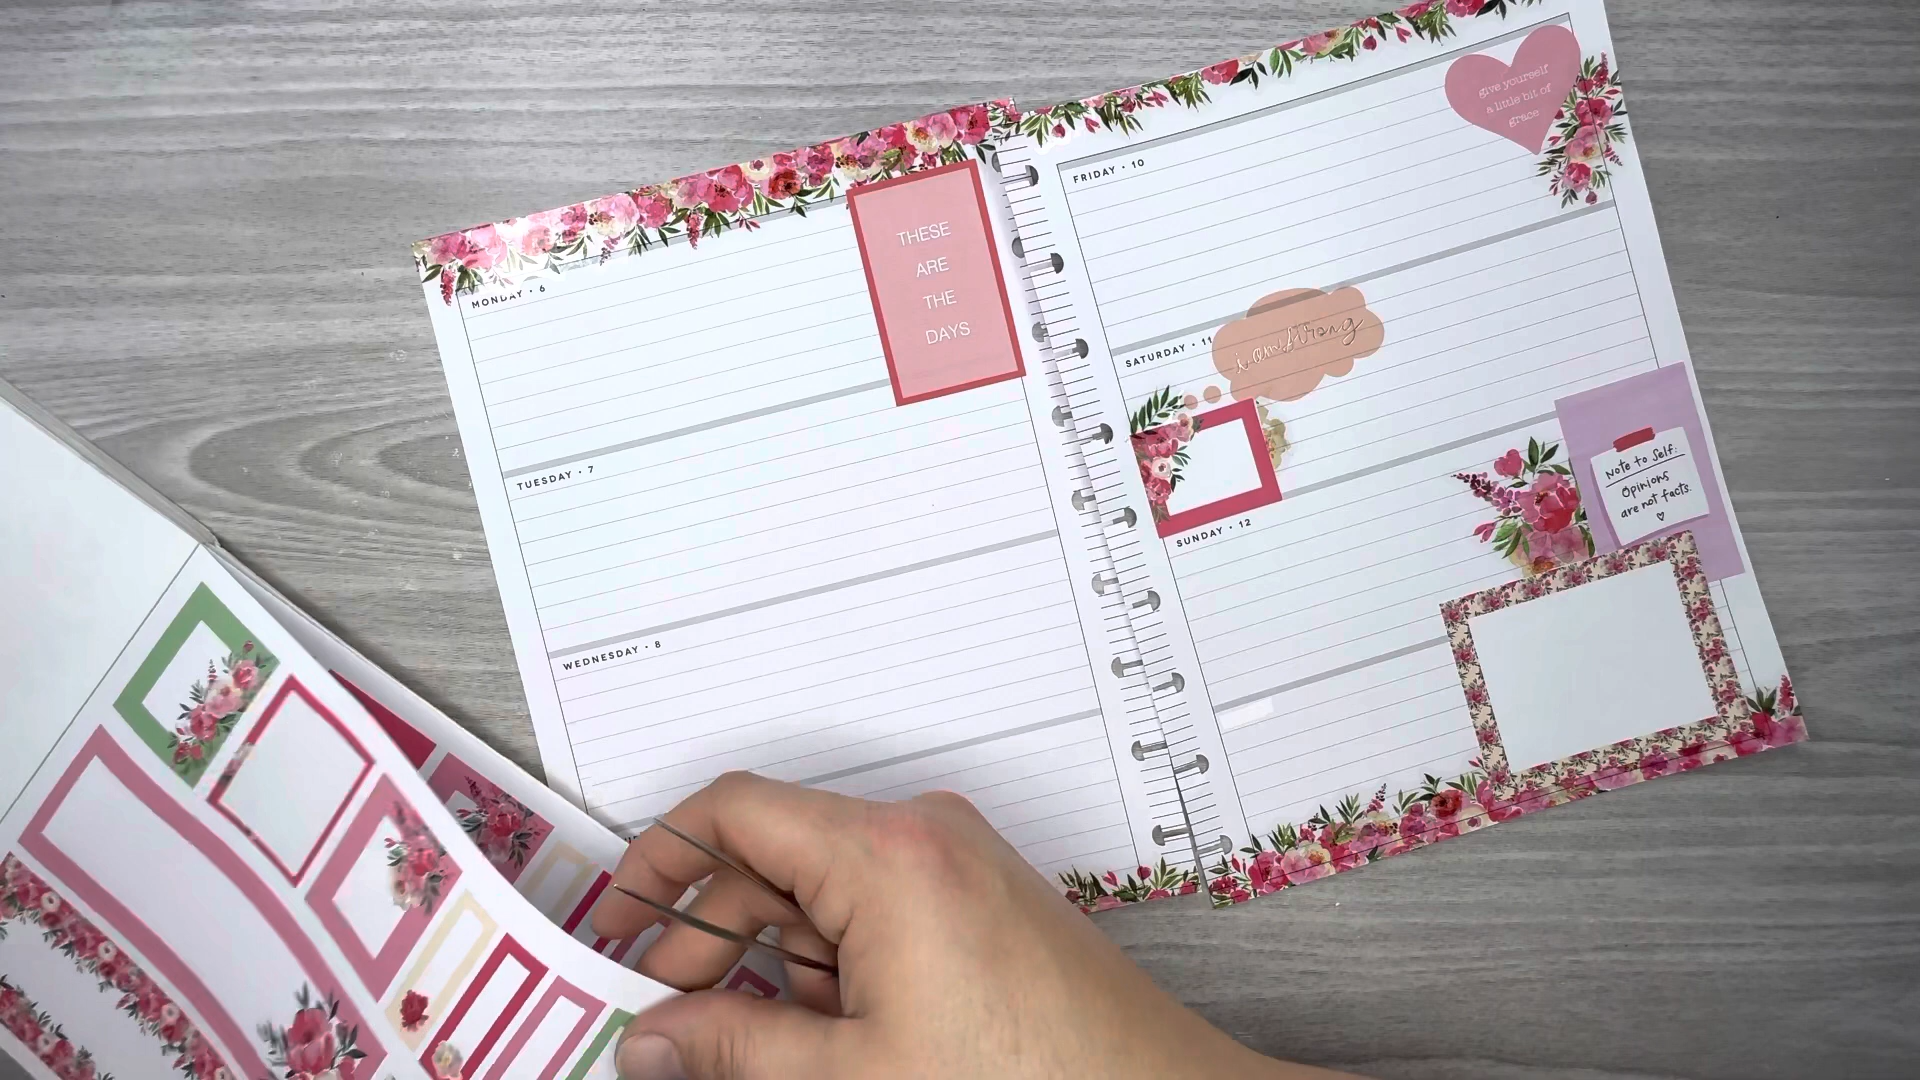 MONDAY • 6
THESE
ARE
THE
DAYS
TUESDAY • 7
WEDNESDAY • 8
give yourself
a little bit of
grace
FRIDAY • 10
SATURDAY • 11
i am strong
SUNDAY • 12
Note to Self:
Opinions
are not facts.